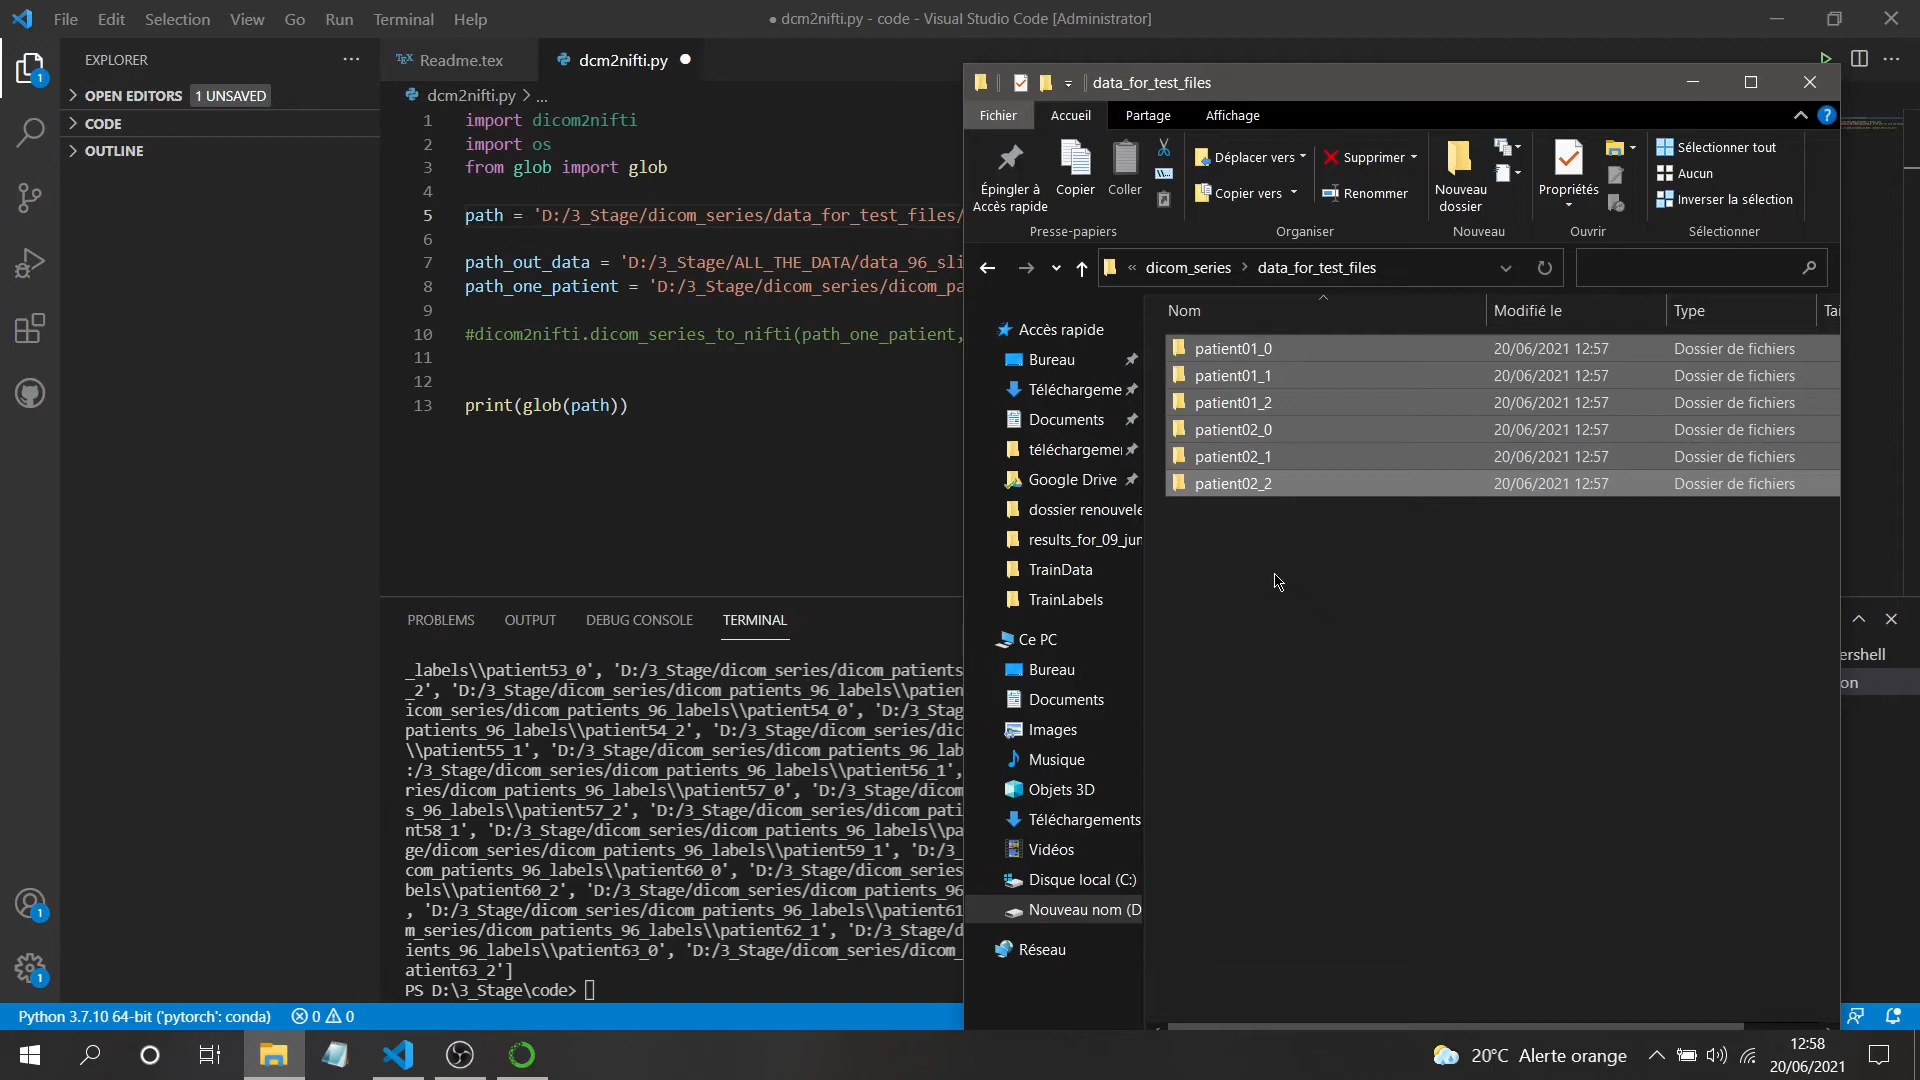 File Edit Selection View Go Run Terminal Help
● dcm2nifti.py - code - Visual Studio Code [Administrator]
EXPLORER
OPEN EDITORS 1 UNSAVED
CODE
OUTLINE
1
1
1
Readme.tex
dcm2nifti.py
dcm2nifti.py > ...
1 import dicom2nifti
2 import os
3 from glob import glob
4
5 path = 'D:/3_Stage/dicom_series/data_for_test_files/
6
7 path_out_data = 'D:/3_Stage/ALL_THE_DATA/data_96_sli
8 path_one_patient = 'D:/3_Stage/dicom_series/dicom_pa
9
10 #dicom2nifti.dicom_series_to_nifti(path_one_patient,
11
12
13 print(glob(path))
PROBLEMS OUTPUT DEBUG CONSOLE TERMINAL
_labels\\patient53_0', 'D:/3_Stage/dicom_series/dicom_patients
_2', 'D:/3_Stage/dicom_series/dicom_patients_96_labels\\patien
icom_series/dicom_patients_96_labels\\patient54_0', 'D:/3_Stag
patients_96_labels\\patient54_2', 'D:/3_Stage/dicom_series/dic
\\patient55_1', 'D:/3_Stage/dicom_series/dicom_patients_96_lab
:/3_Stage/dicom_series/dicom_patients_96_labels\\patient56_1',
ries/dicom_patients_96_labels\\patient57_0', 'D:/3_Stage/dicom
s_96_labels\\patient57_2', 'D:/3_Stage/dicom_series/dicom_pati
nt58_1', 'D:/3_Stage/dicom_series/dicom_patients_96_labels\\pa
ge/dicom_series/dicom_patients_96_labels\\patient59_1', 'D:/3_
com_patients_96_labels\\patient60_0', 'D:/3_Stage/dicom_series
bels\\patient60_2', 'D:/3_Stage/dicom_series/dicom_patients_96
, 'D:/3_Stage/dicom_series/dicom_patients_96_labels\\patient61
m_series/dicom_patients_96_labels\\patient62_1', 'D:/3_Stage/d
ients_96_labels\\patient63_0', 'D:/3_Stage/dicom_series/dicom_
atient63_2']
PS D:\3_Stage\code>
ershell
on
Python 3.7.10 64-bit ('pytorch': conda) 0 0
data_for_test_files
Fichier Accueil Partage Affichage
Épingler à
Accès rapide
Copier
Coller
Presse-papiers
Déplacer vers
Copier vers
Supprimer
Renommer
Organiser
Nouveau
dossier
Nouveau
Propriétés
Ouvrir
Sélectionner tout
Aucun
Inverser la sélection
Sélectionner
« dicom_series > data_for_test_files
Nom Modifié le Type Tai
patient01_0 20/06/2021 12:57 Dossier de fichiers
patient01_1 20/06/2021 12:57 Dossier de fichiers
patient01_2 20/06/2021 12:57 Dossier de fichiers
patient02_0 20/06/2021 12:57 Dossier de fichiers
patient02_1 20/06/2021 12:57 Dossier de fichiers
patient02_2 20/06/2021 12:57 Dossier de fichiers
Accès rapide
Bureau
Téléchargeme
Documents
téléchargemei
Google Drive
dossier renouvele
results_for_09_jun
TrainData
TrainLabels
Ce PC
Bureau
Documents
Images
Musique
Objets 3D
Téléchargements
Vidéos
Disque local (C:)
Nouveau nom (D
Réseau
20°C Alerte orange
12:58
20/06/2021